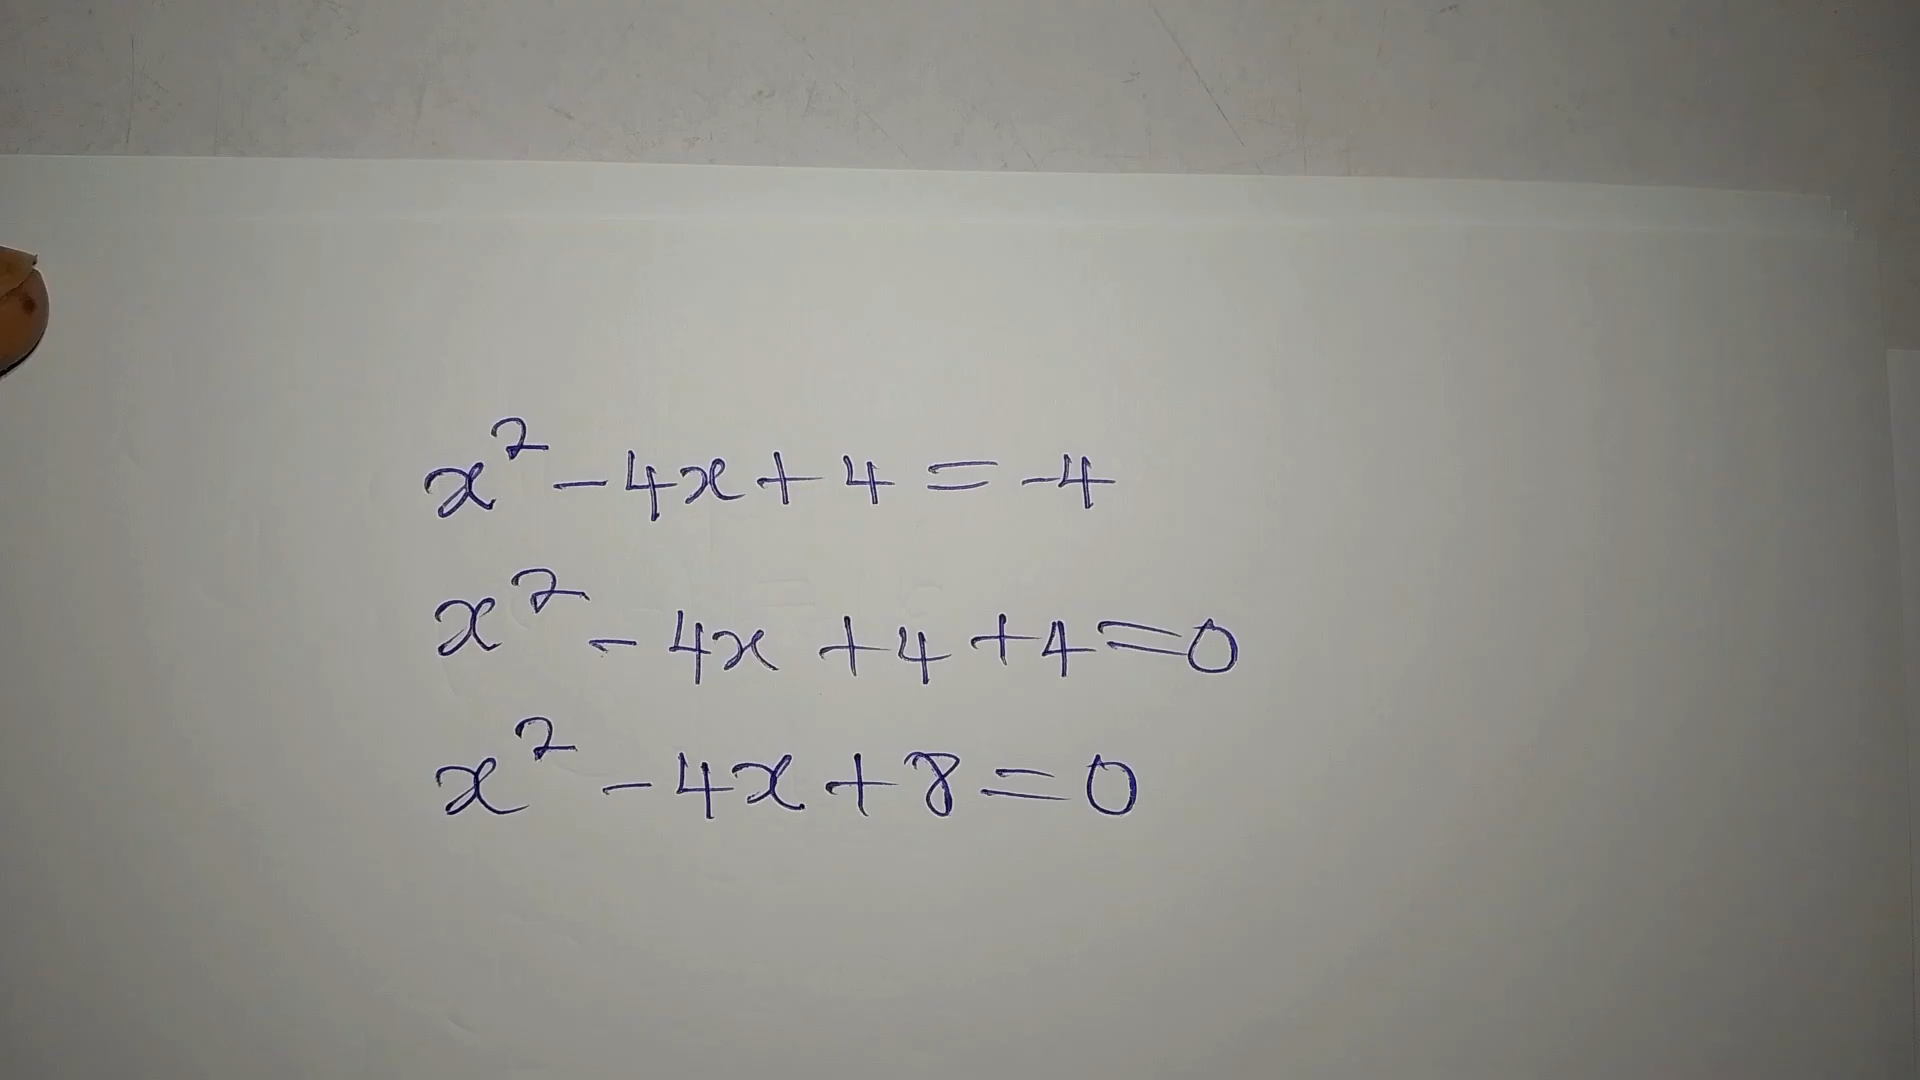 x² - 4x + 4 = -4
x² - 4x + 4 + 4 = 0
x² - 4x + 8 = 0